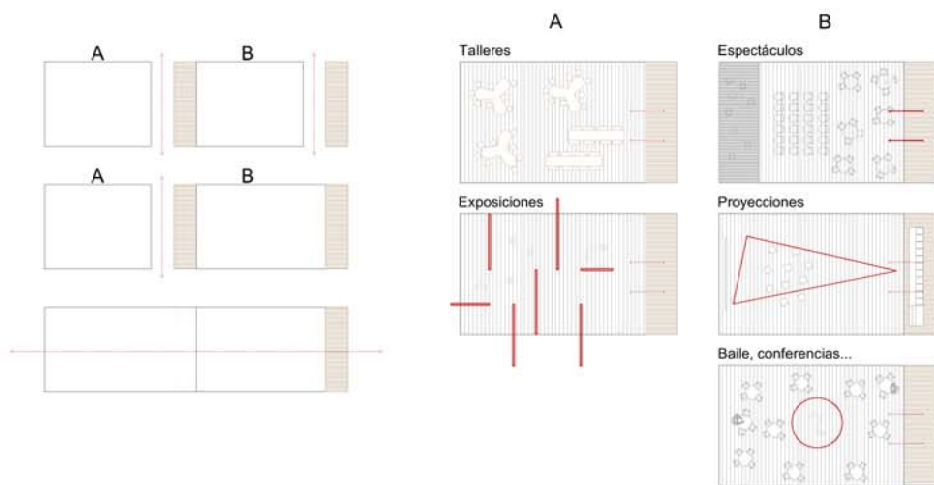 A B
A B
A B
Talleres Espectáculos
Exposiciones Proyecciones
Baile, conferencias...